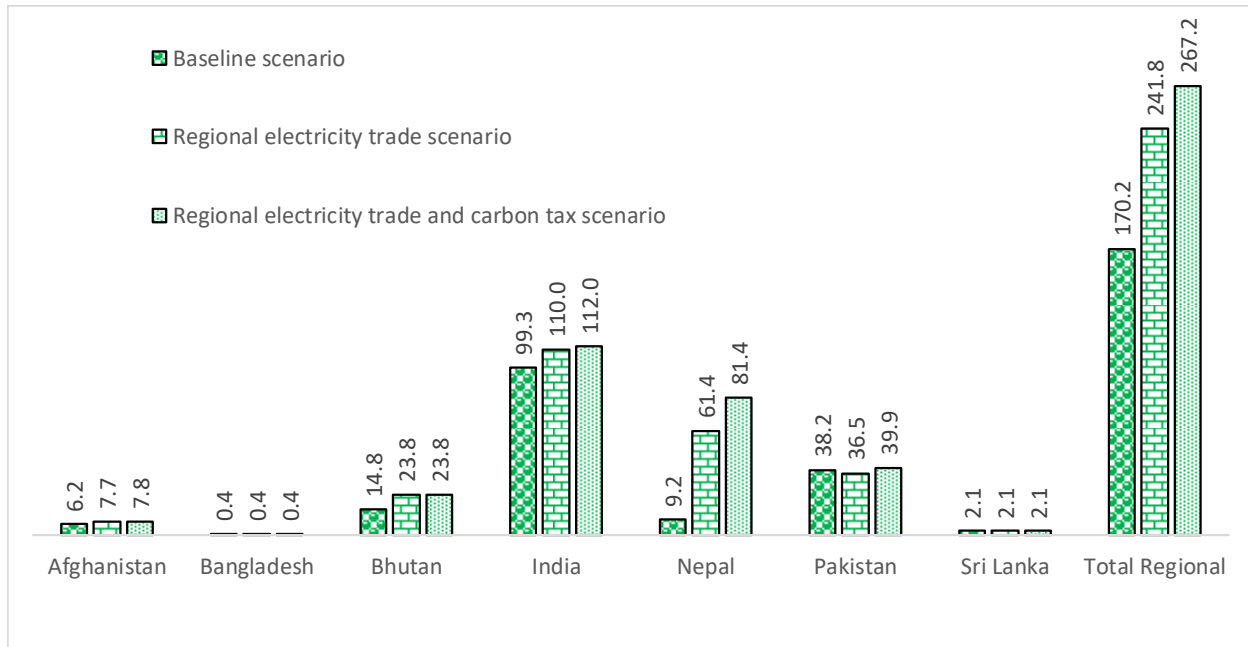 Baseline scenario
Regional electricity trade scenario
Regional electricity trade and carbon tax scenario
6.2 7.7 7.8
0.4 0.4 0.4
14.8 23.8 23.8
99.3 110.0 112.0
9.2 61.4 81.4
38.2 36.5 39.9
2.1 2.1 2.1
170.2 241.8 267.2
Afghanistan Bangladesh Bhutan India Nepal Pakistan Sri Lanka Total Regional